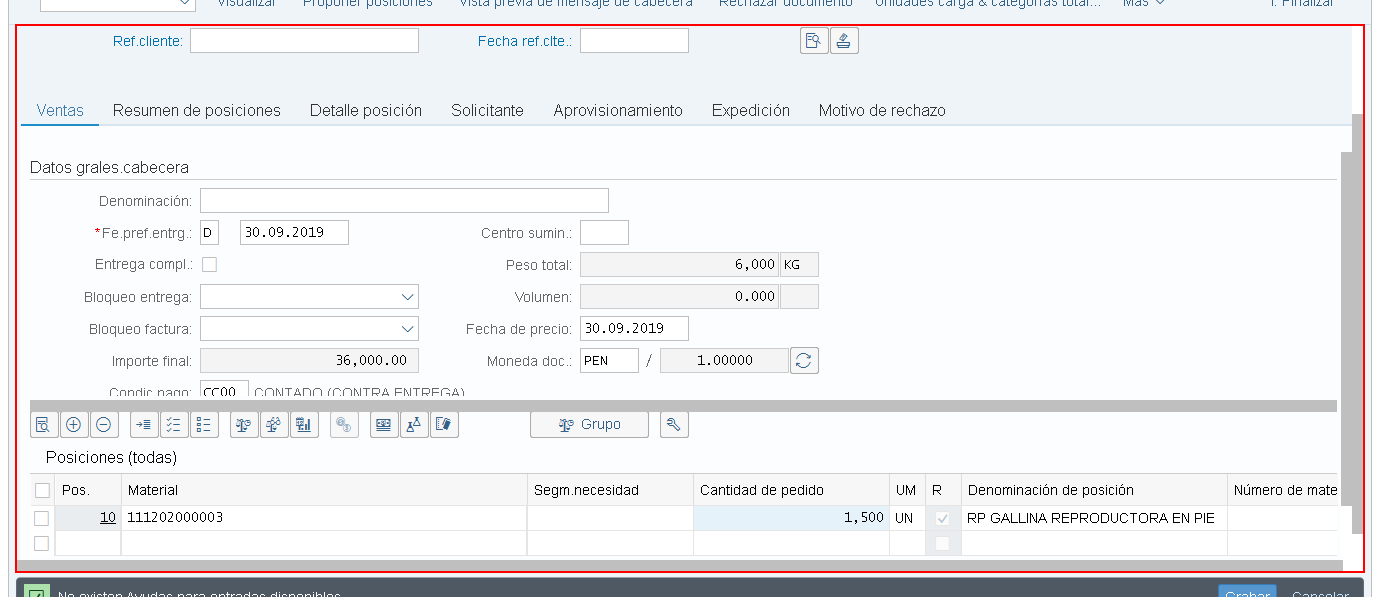 Visualizar Proponer posiciones Vista previa de mensaje de cabecera Rechazar documento Unidades carga & categorías total... Más T. Finalizar
Ref.cliente: Fecha ref.clte.:
Ventas Resumen de posiciones Detalle posición Solicitante Aprovisionamiento Expedición Motivo de rechazo
Datos grales.cabecera
Denominación:
*Fe.pref.entrg.: D 30.09.2019 Centro sumin.:
Entrega compl.: Peso total: 6,000 KG
Bloqueo entrega: Volumen: 0.000
Bloqueo factura: Fecha de precio: 30.09.2019
Importe final: 36,000.00 Moneda doc.: PEN / 1.00000
Condic.pago: CC00 CONTADO (CONTRA ENTREGA)
Grupo
Posiciones (todas)
Pos. Material Segm.necesidad Cantidad de pedido UM R Denominación de posición Número de mate
10 111202000003 1,500 UN RP GALLINA REPRODUCTORA EN PIE
No existen Ayudas para entradas disponibles Grabar Cancelar